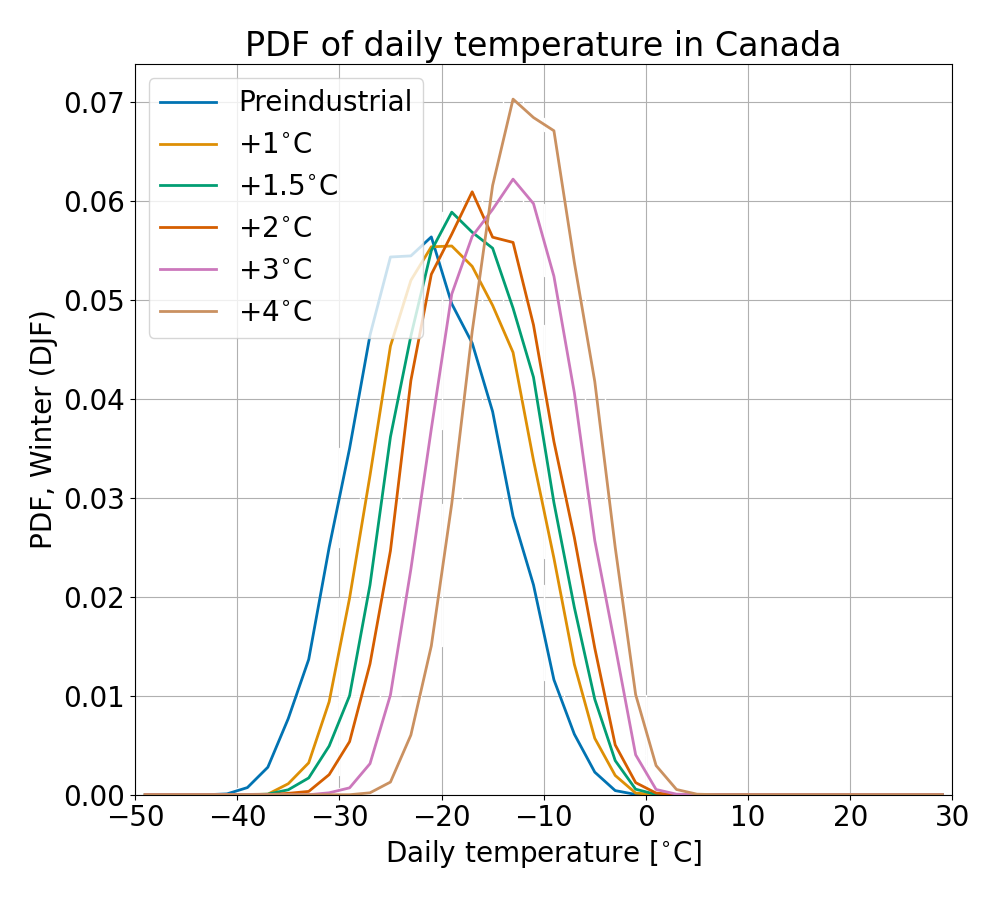 PDF of daily temperature in Canada
Preindustrial
+1°C
+1.5°C
+2°C
+3°C
+4°C
PDF, Winter (DJF)
0.07
0.06
0.05
0.04
0.03
0.02
0.01
0.00
−50 −40 −30 −20 −10 0 10 20 30
Daily temperature [°C]